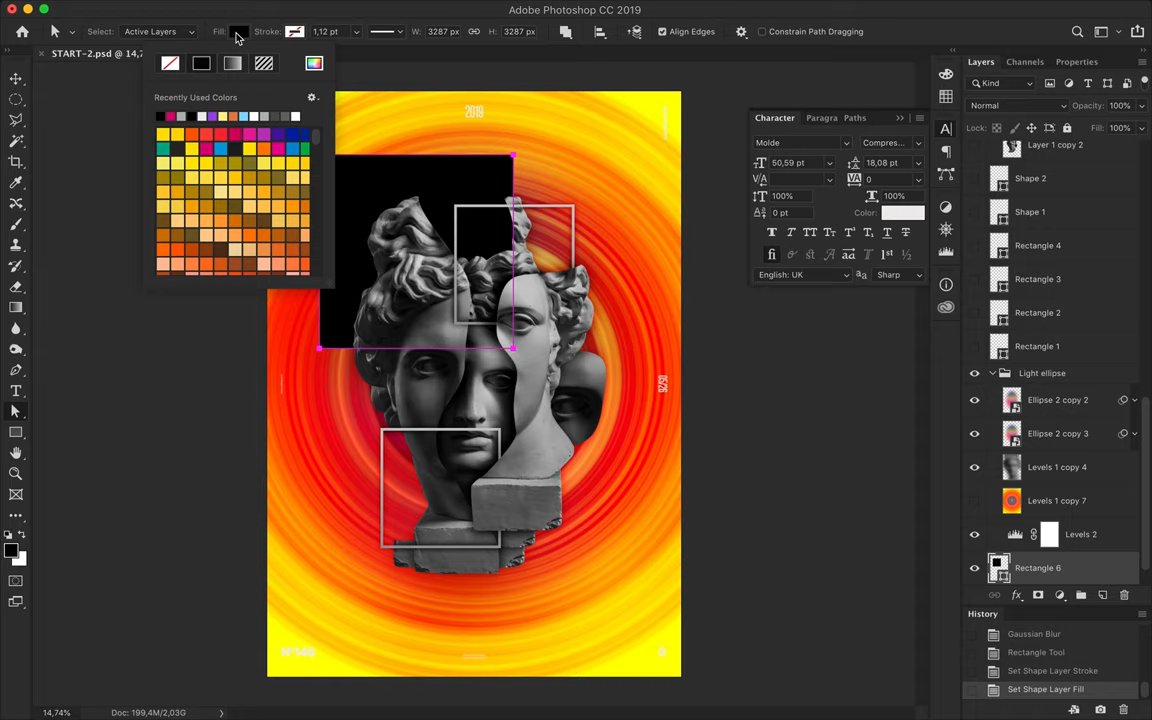 Adobe Photoshop CC 2019
Select: Active Layers Fill: Stroke: 1,12 pt W: 3287 px H: 3287 px Align Edges Constrain Path Dragging
× START-2.psd @ 14,7
Recently Used Colors
2019
05/26
Nº146
Character Paragra Paths
Molde Compres...
50,59 pt 18,08 pt
0
100% 100%
0 pt Color:
English: UK Sharp
Layers Channels Properties
Kind
Normal Opacity: 100%
Lock: Fill: 100%
Layer 1 copy 2
Shape 2
Shape 1
Rectangle 4
Rectangle 3
Rectangle 2
Rectangle 1
Light ellipse
Ellipse 2 copy 2
Ellipse 2 copy 3
Levels 1 copy 4
Levels 1 copy 7
Levels 2
Rectangle 6
History
Gaussian Blur
Rectangle Tool
Set Shape Layer Stroke
Set Shape Layer Fill
14,74% Doc: 199,4M/2,03G